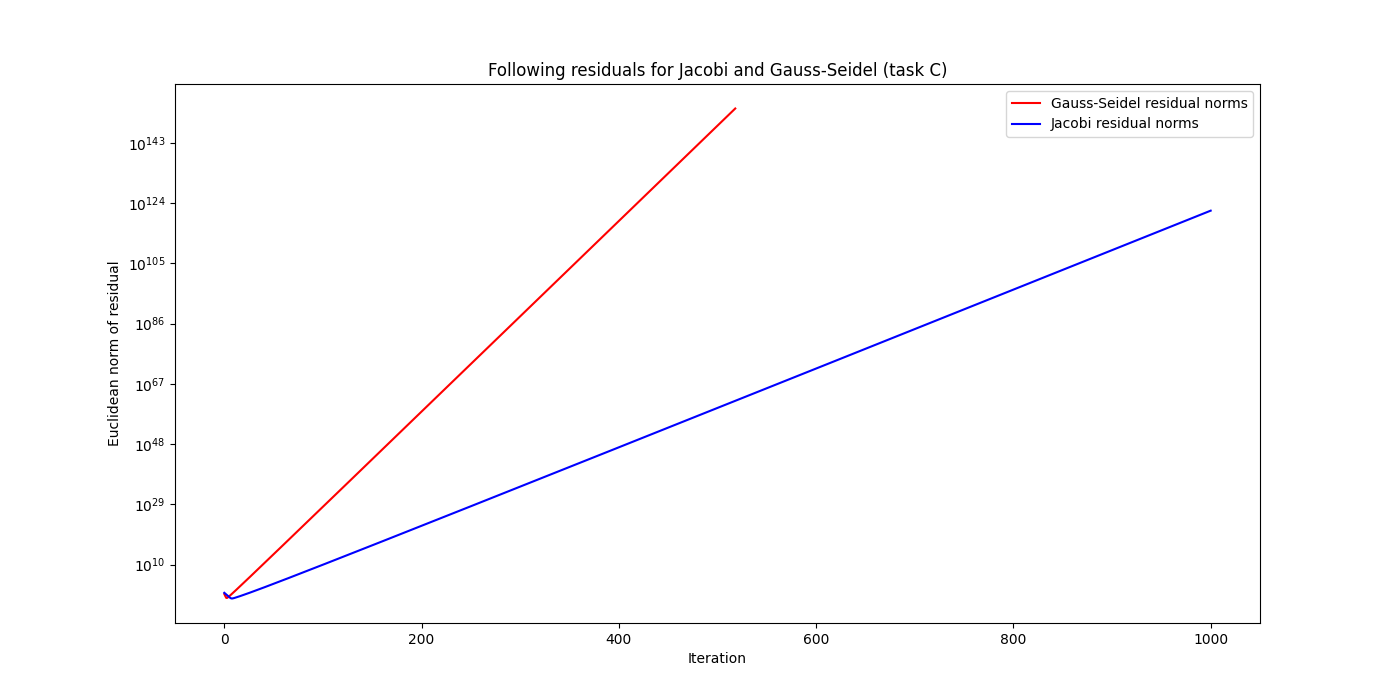 Following residuals for Jacobi and Gauss-Seidel (task C)
Gauss-Seidel residual norms
Jacobi residual norms
Euclidean norm of residual
10^143
10^124
10^105
10^86
10^67
10^48
10^29
10^10
0 200 400 600 800 1000
Iteration